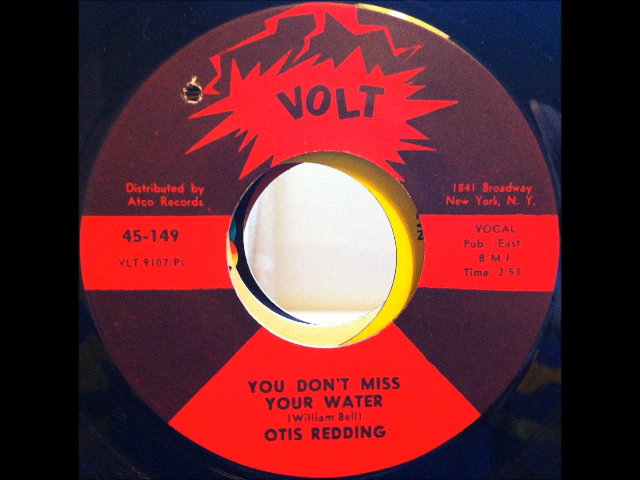 VOLT
Distributed by
Atco Records
1841 Broadway
New York, N. Y.
45-149
VLT-9107-PL
VOCAL
Pub., East
B M I
Time: 2:53
YOU DON'T MISS
YOUR WATER
(William Bell)
OTIS REDDING